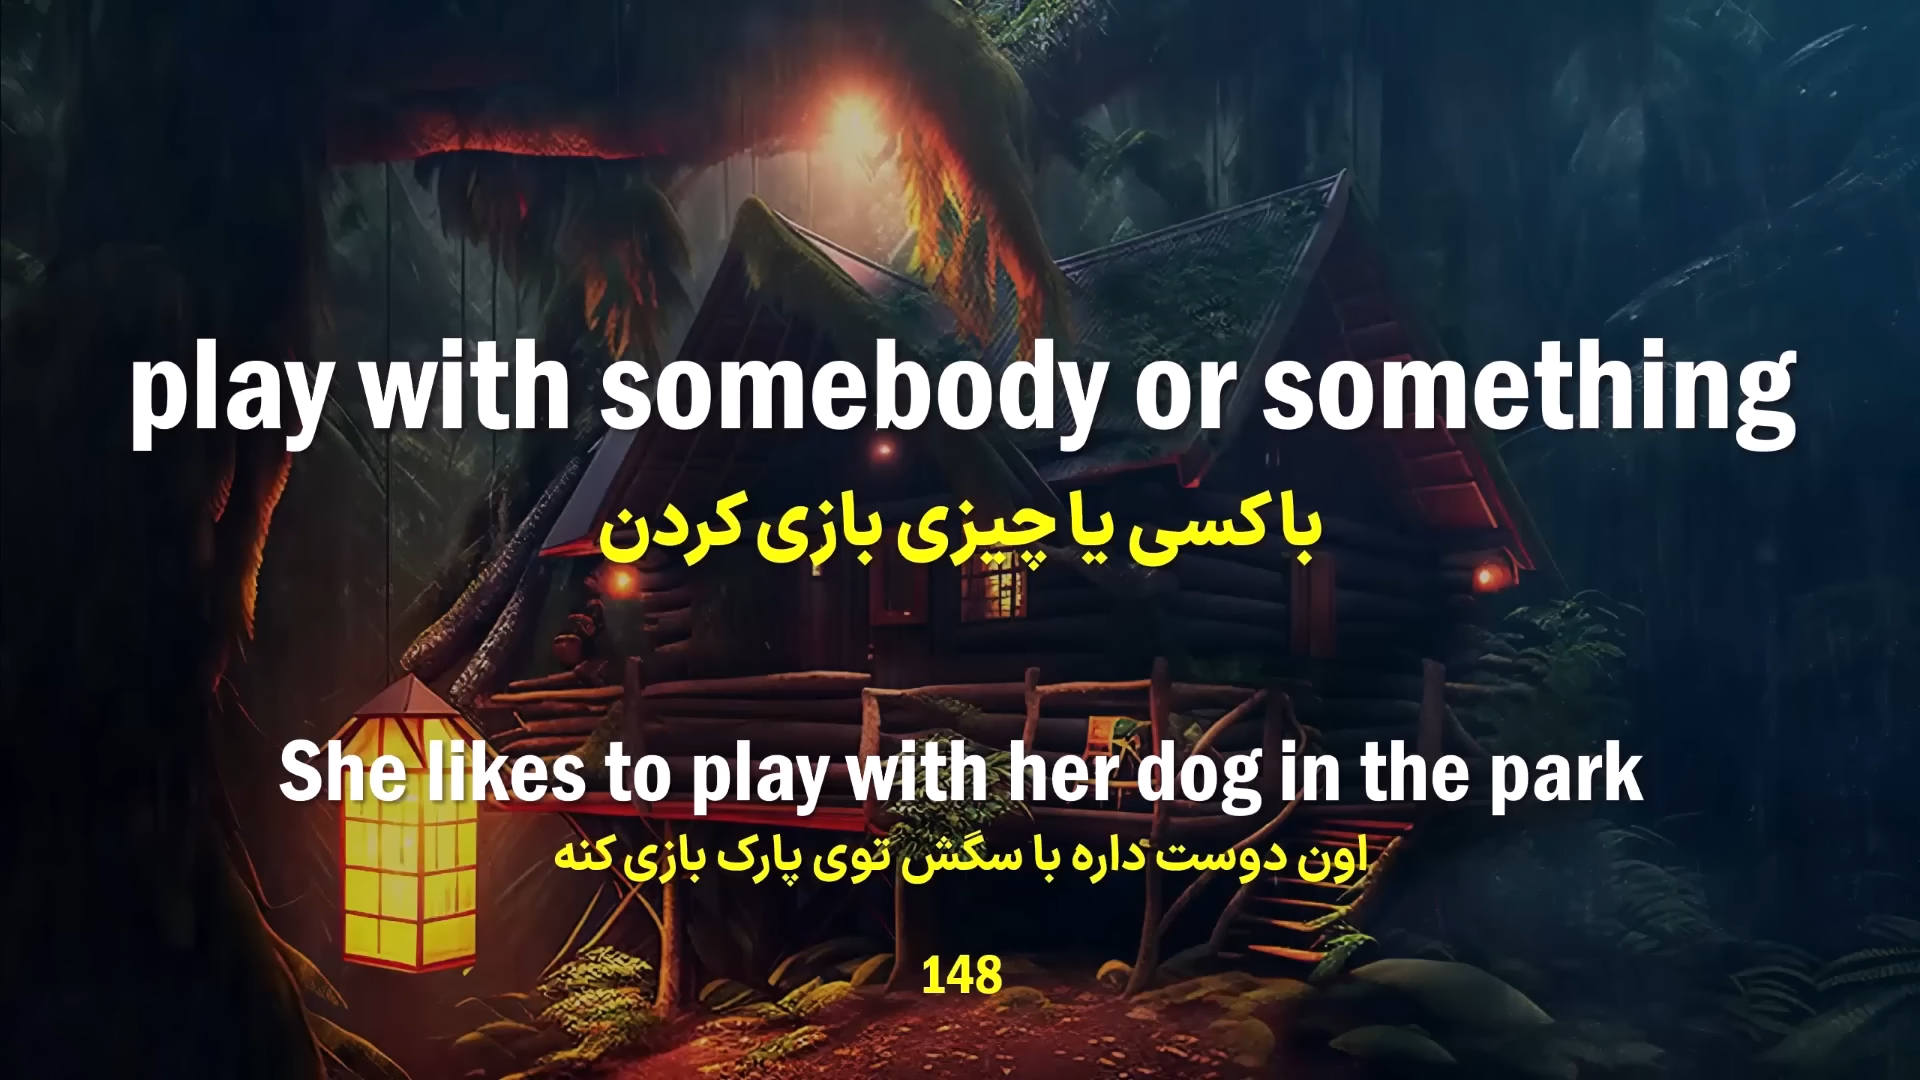 play with somebody or something
با کسی یا چیزی بازی کردن
She likes to play with her dog in the park
اون دوست داره با سگش توی پارک بازی کنه
148